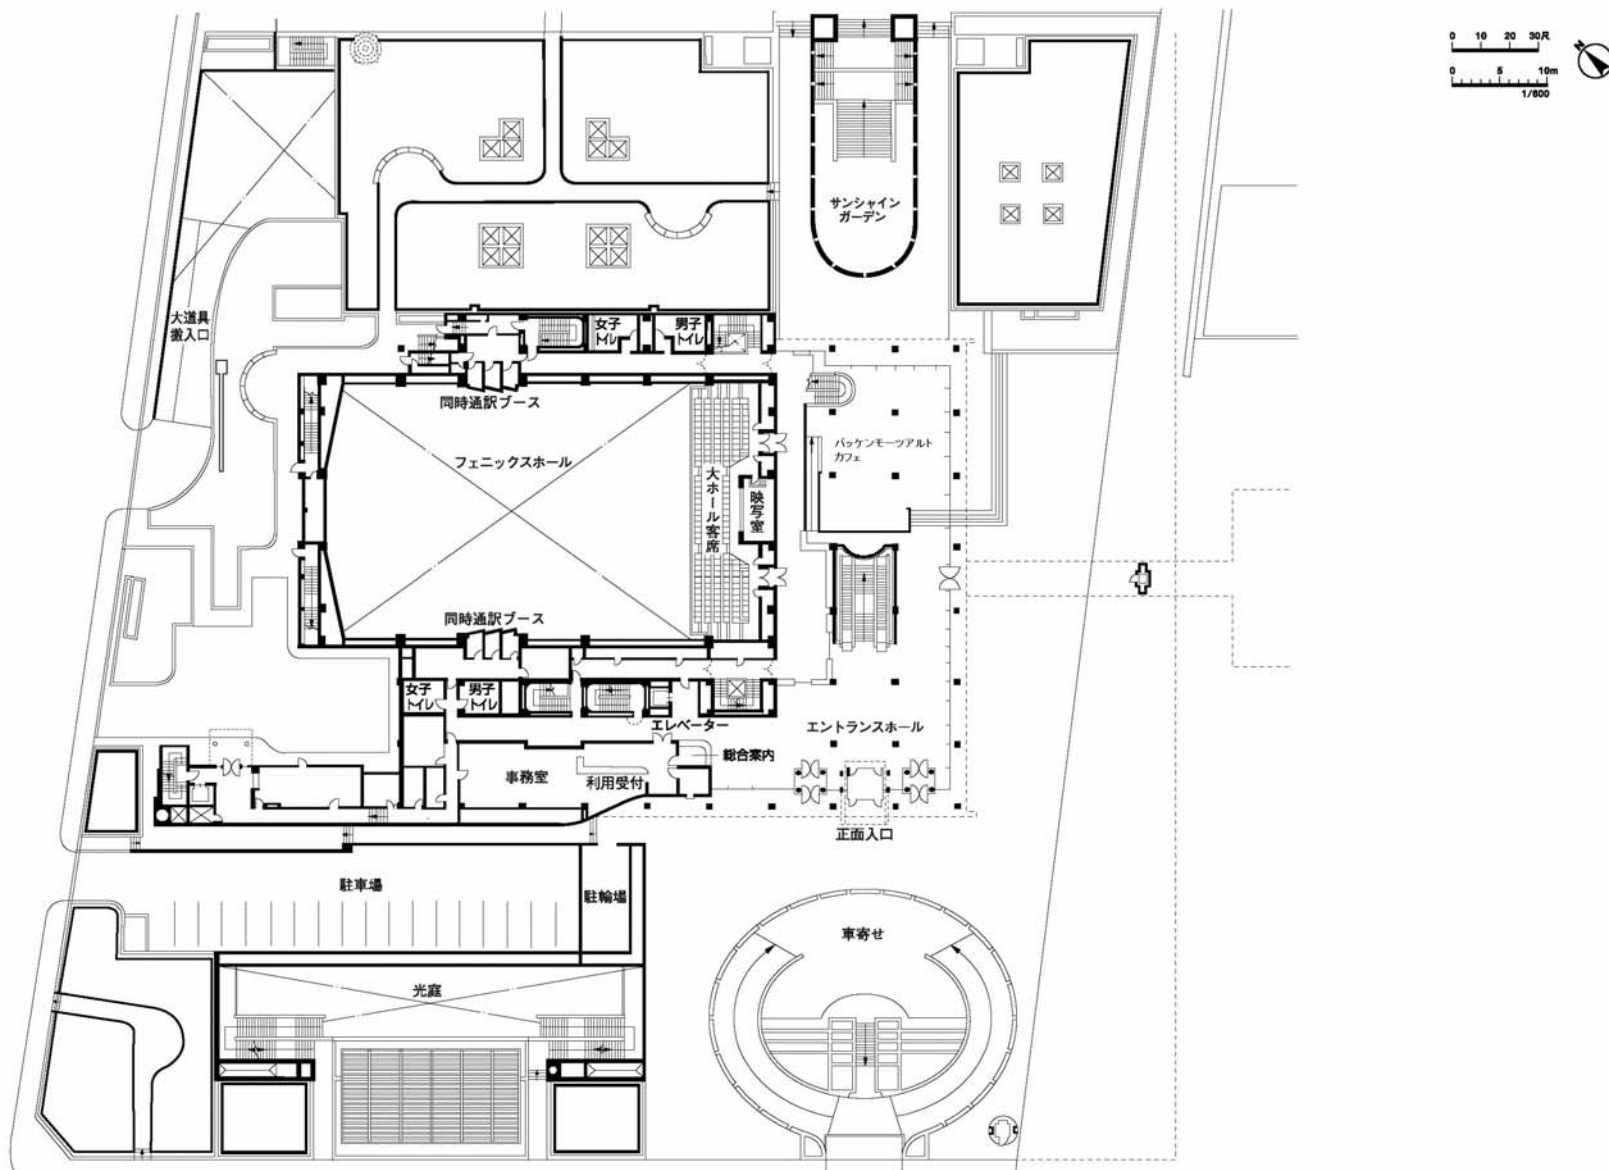 0 10 20 30尺
N
0 5 10m
1/600
サンシャイン
ガーデン
大道具
搬入口
女子
トイレ
男子
トイレ
同時通訳ブース
バッケンモーツアルト
カフェ
フェニックスホール
大ホール客席
映写室
同時通訳ブース
女子
トイレ
男子
トイレ
エレベーター
エントランスホール
総合案内
事務室
利用受付
正面入口
駐車場
駐輪場
車寄せ
光庭